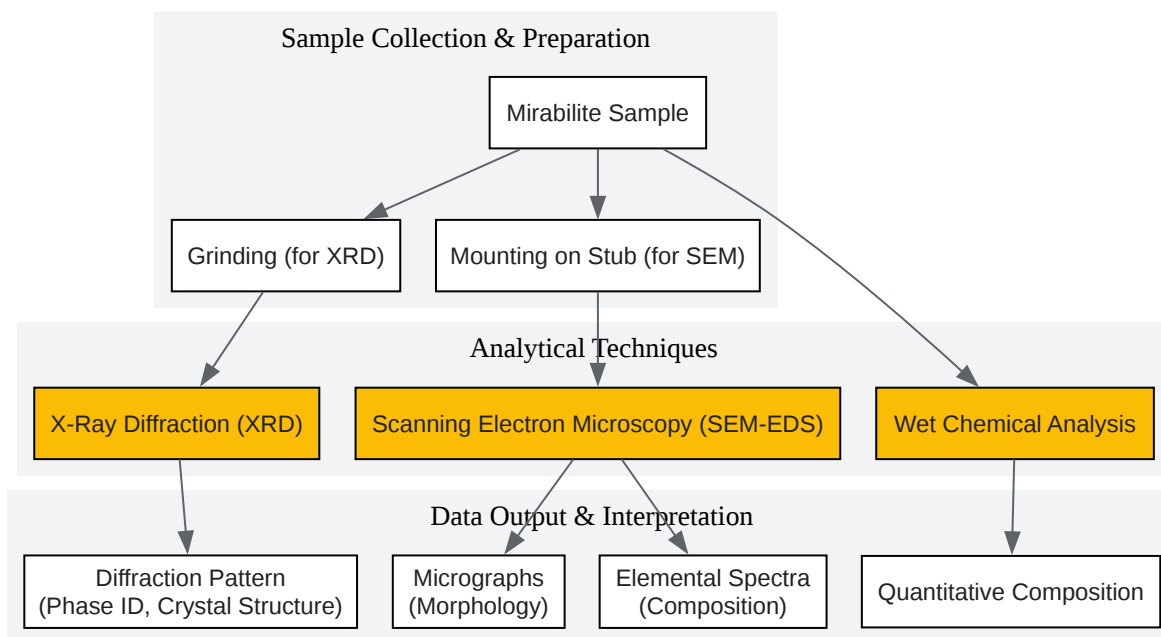 Sample Collection & Preparation
Mirabilite Sample
Grinding (for XRD)
Mounting on Stub (for SEM)
Analytical Techniques
X-Ray Diffraction (XRD)
Scanning Electron Microscopy (SEM-EDS)
Wet Chemical Analysis
Data Output & Interpretation
Diffraction Pattern
(Phase ID, Crystal Structure)
Micrographs
(Morphology)
Elemental Spectra
(Composition)
Quantitative Composition